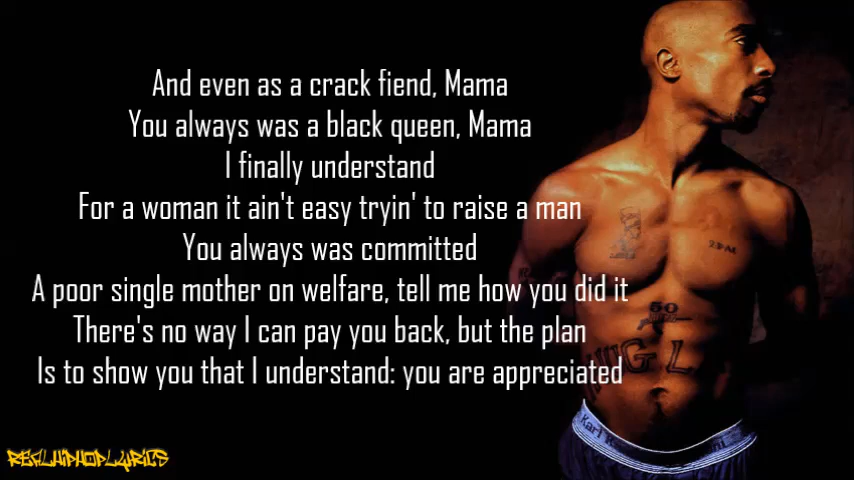 And even as a crack fiend, Mama
You always was a black queen, Mama
I finally understand
For a woman it ain't easy tryin' to raise a man
You always was committed
A poor single mother on welfare, tell me how you did it
There's no way I can pay you back, but the plan
Is to show you that I understand: you are appreciated
REALHIPHOPLYRICS
2PAC
50
Karl